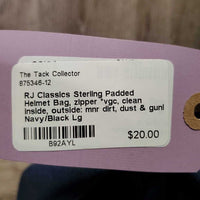 The Tack Collector
875346-12
RJ Classics Sterling Padded
Helmet Bag, zipper *vgc, clean
inside, outside: mnr dirt, dust & gunk
Navy/Black Lg
$20.00
B92AYL